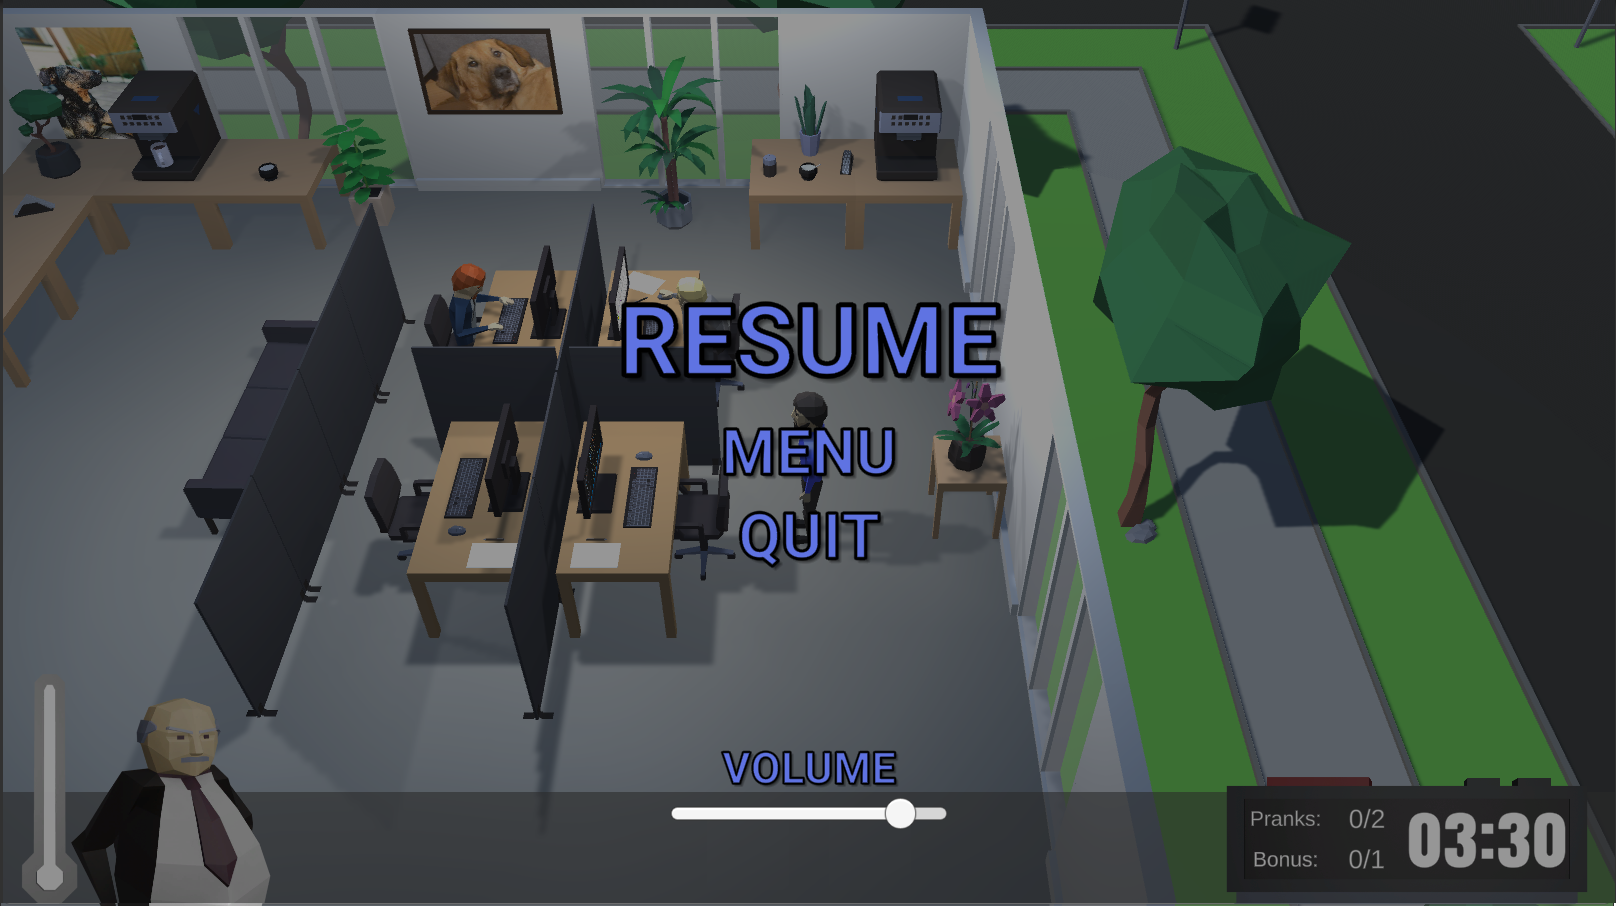 RESUME
MENU
QUIT
VOLUME
Pranks: 0/2
Bonus: 0/1
03:30